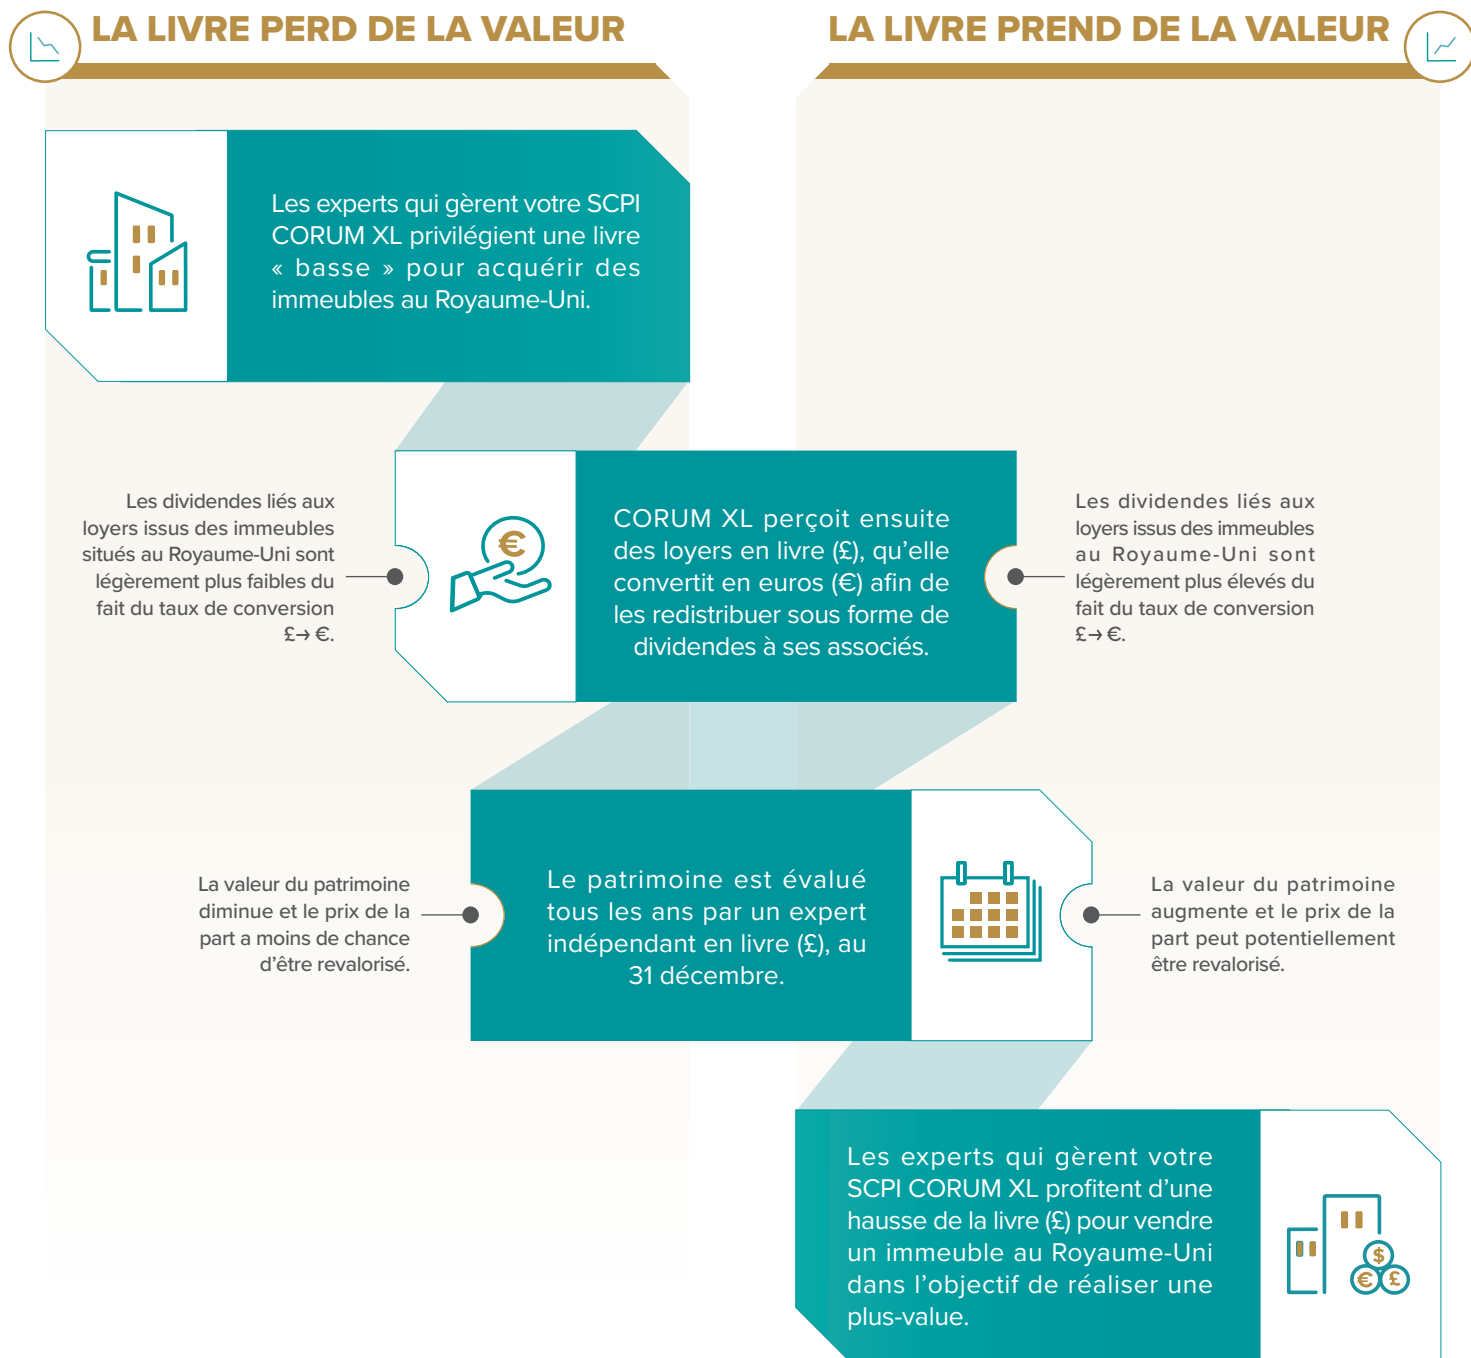 LA LIVRE PERD DE LA VALEUR
LA LIVRE PREND DE LA VALEUR
Les experts qui gèrent votre SCPI
CORUM XL privilégient une livre
« basse » pour acquérir des
immeubles au Royaume-Uni.
Les dividendes liés aux
loyers issus des immeubles
situés au Royaume-Uni sont
légèrement plus faibles du
fait du taux de conversion
£→ €.
€
CORUM XL perçoit ensuite
des loyers en livre (£), qu’elle
convertit en euros (€) afin de
les redistribuer sous forme de
dividendes à ses associés.
Les dividendes liés aux
loyers issus des immeubles
au Royaume-Uni sont
légèrement plus élevés du
fait du taux de conversion
£→ €.
La valeur du patrimoine
diminue et le prix de la
part a moins de chance
d’être revalorisé.
Le patrimoine est évalué
tous les ans par un expert
indépendant en livre (£), au
31 décembre.
La valeur du patrimoine
augmente et le prix de la
part peut potentiellement
être revalorisé.
Les experts qui gèrent votre
SCPI CORUM XL profitent d’une
hausse de la livre (£) pour vendre
un immeuble au Royaume-Uni
dans l’objectif de réaliser une
plus-value.
$
€ £